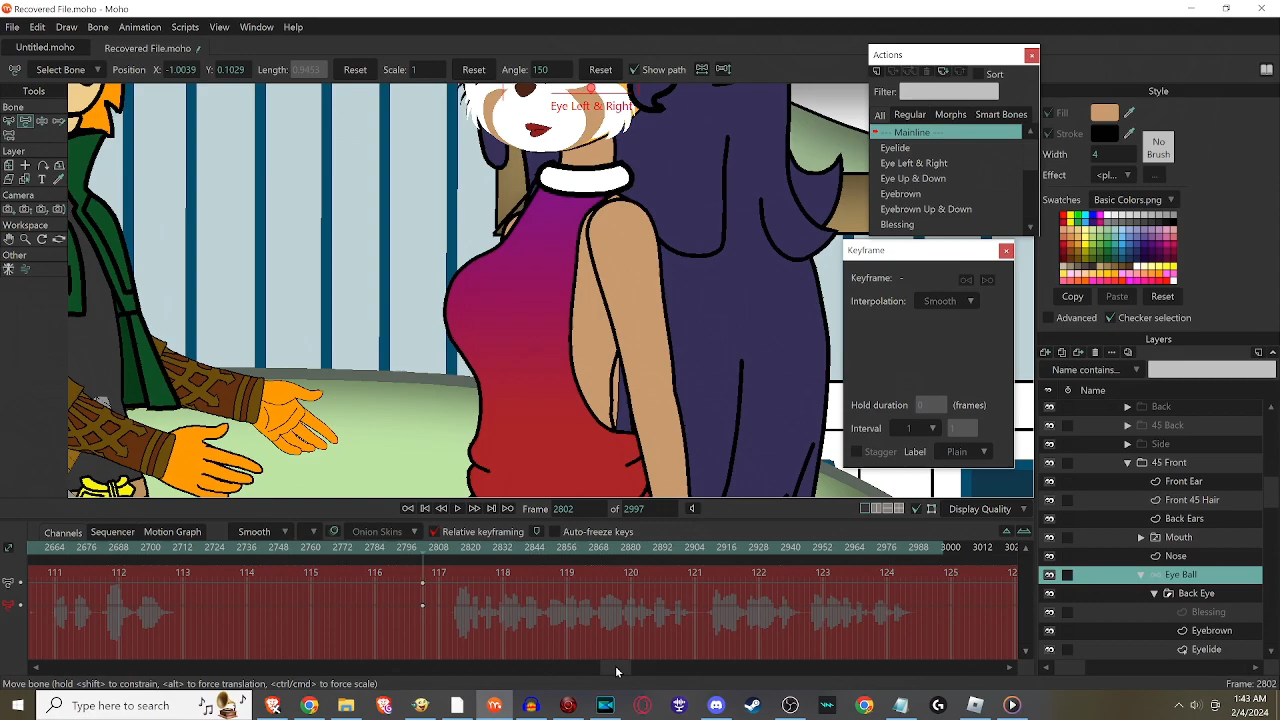 Recovered File.moho - Moho
File Edit Draw Bone Animation Scripts View Window Help
Untitled.moho Recovered File.moho
Select Bone Position X: -1.0039 Y: 0.1029 Length: 0.9453 Reset Scale: 1 Reset Angle: 150 Reset Show path
Tools
Bone
Layer
Camera
Workspace
Other
Eye Left & Right
Actions
Sort
Filter:
All Regular Morphs Smart Bones
--- Mainline ---
Eyelide
Eye Left & Right
Eye Up & Down
Eyebrown
Eyebrown Up & Down
Blessing
Keyframe
Keyframe: -
Interpolation: Smooth
Hold duration 0 (frames)
Interval 1 1
Stagger Label Plain
Style
Fill
Stroke
Width 4
Effect <pl...
No Brush
Swatches Basic Colors.png
Copy Paste Reset
Advanced Checker selection
Layers
Name contains...
Name
Back
45 Back
Side
45 Front
Front Ear
Front 45 Hair
Back Ears
Mouth
Nose
Eye Ball
Back Eye
Blessing
Eyebrown
Eyelide
Frame 2802 of 2997 Display Quality
Channels Sequencer Motion Graph Smooth Onion Skins Relative keyframing Auto-freeze keys
2664 2676 2688 2700 2712 2724 2736 2748 2760 2772 2784 2796 2808 2820 2832 2844 2856 2868 2880 2892 2904 2916 2928 2940 2952 2964 2976 2988 3000 3012 302
111 112 113 114 115 116 117 118 119 120 121 122 123 124 125 12
Move bone (hold <shift> to constrain, <alt> to force translation, <ctrl/cmd> to force scale)
Frame: 2802
Type here to search
1:43 AM
2/4/2024